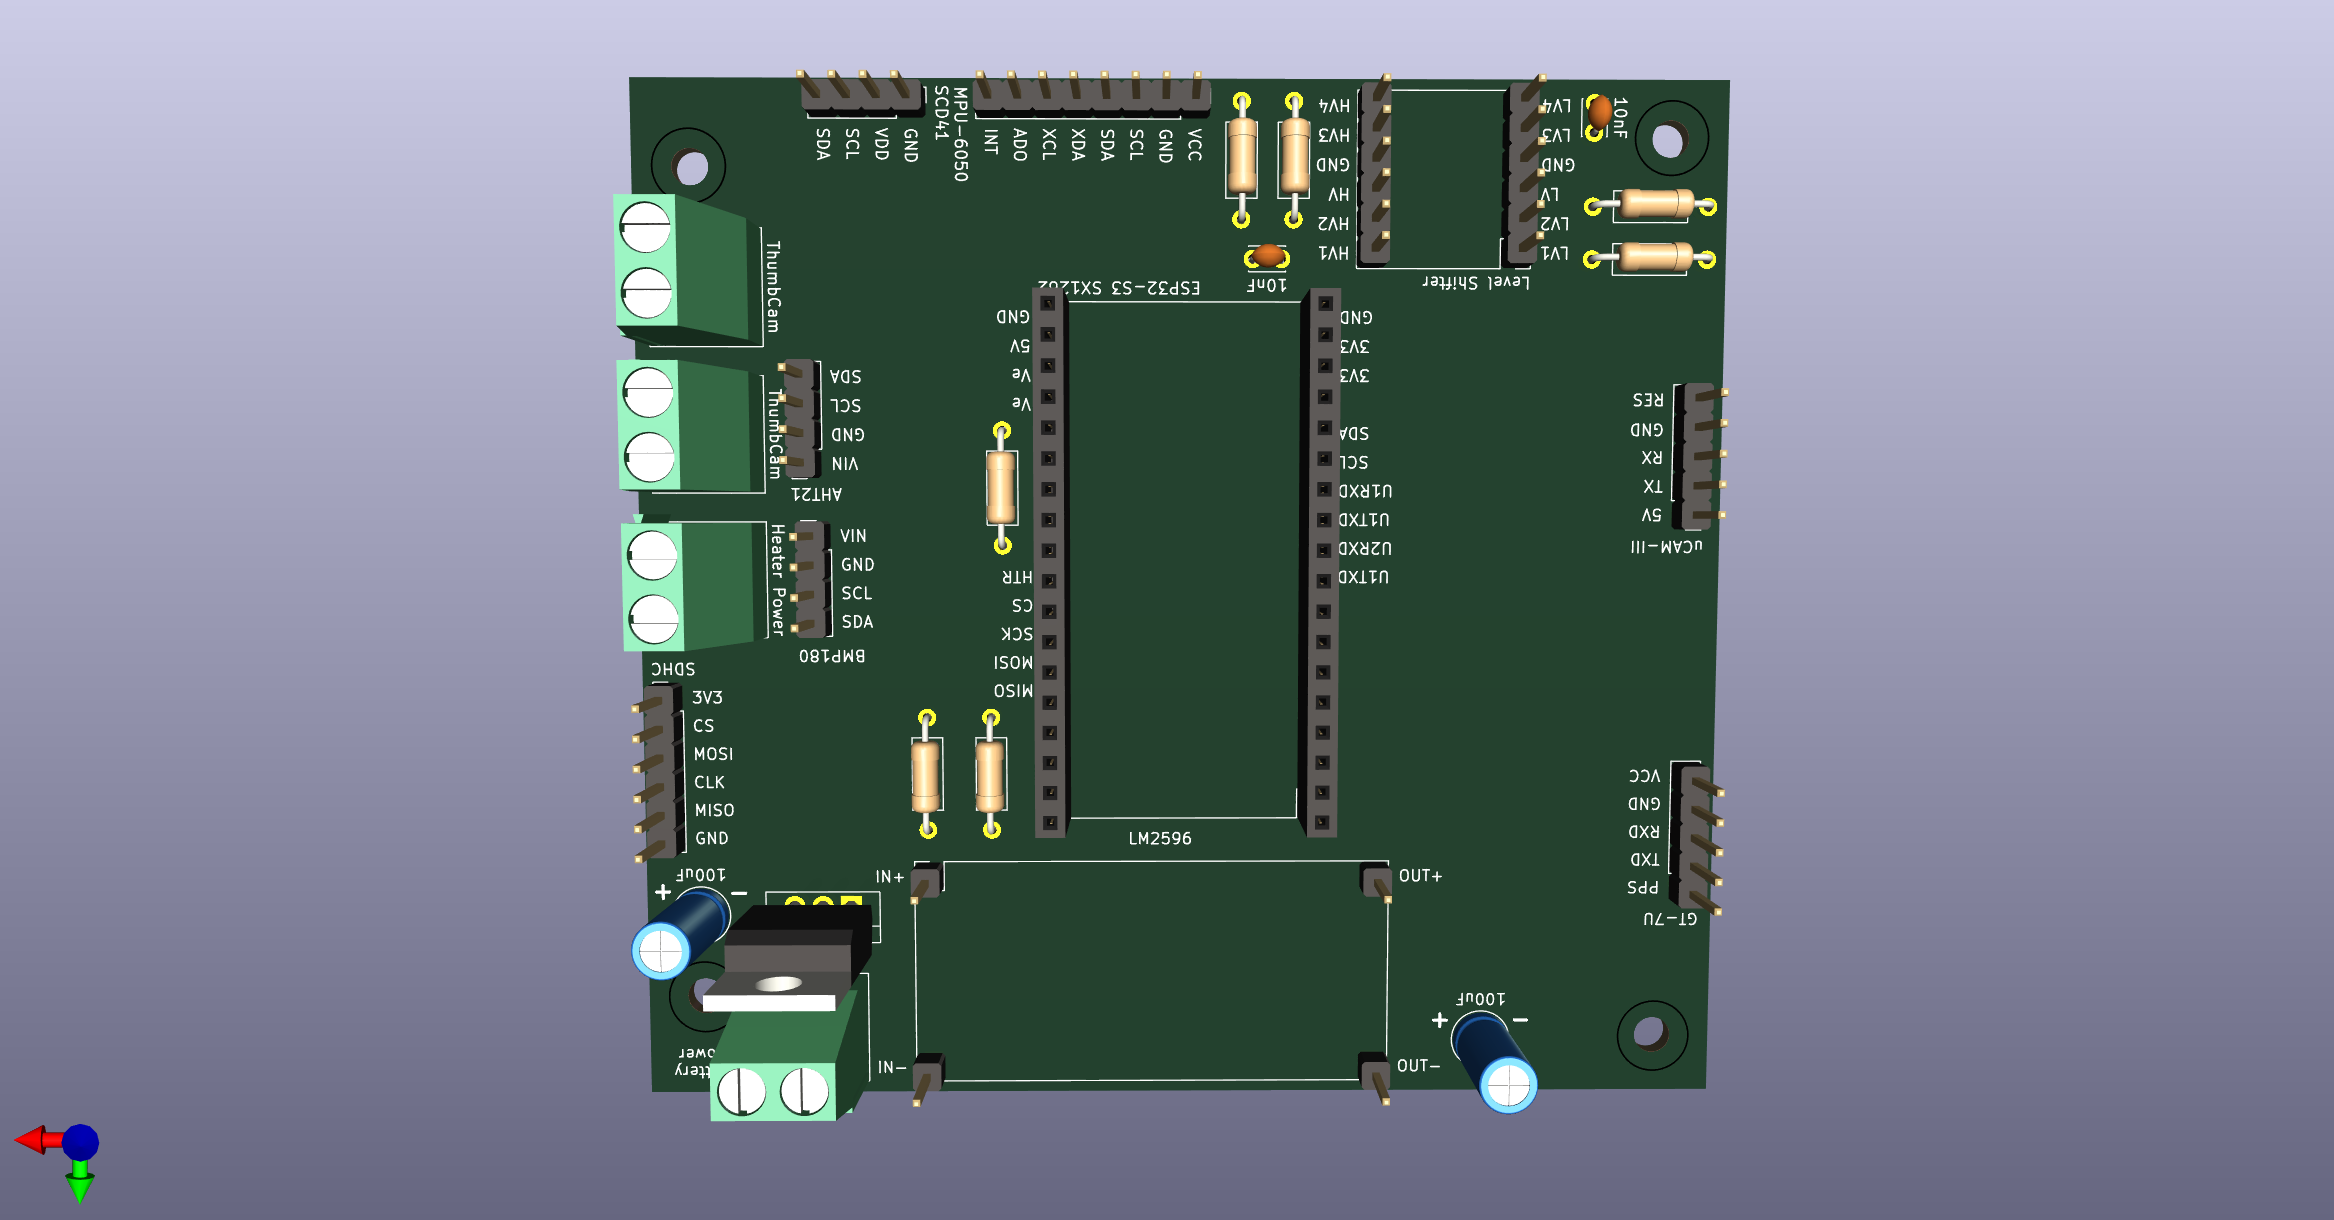 MPU-6050
SCD41
SDA
SCL
VDD
GND
INT
ADO
XCL
XDA
SDA
SCL
GND
VCC
HV4
HV3
GND
HV
HV2
HV1
LV4
LV3
GND
LV
LV2
LV1
10nF
Level Shifter
10nF
ESP32-S3 SX1262
ThumbCam
ThumbCam
Heater Power
SDA
SCL
GND
VIN
AHT21
VIN
GND
SCL
SDA
BMP180
GND
5V
Ve
Ve
HTR
CS
SCK
MOSI
MISO
GND
3V3
3V3
SDA
SCL
U1RXD
U1TXD
U2RXD
U1TXD
RES
GND
RX
TX
5V
uCAM-III
SDHC
3V3
CS
MOSI
CLK
MISO
GND
100uF
+ -
LM2596
IN+
OUT+
IN-
OUT-
VCC
GND
RXD
TXD
PPS
GT-7U
100uF
+ -